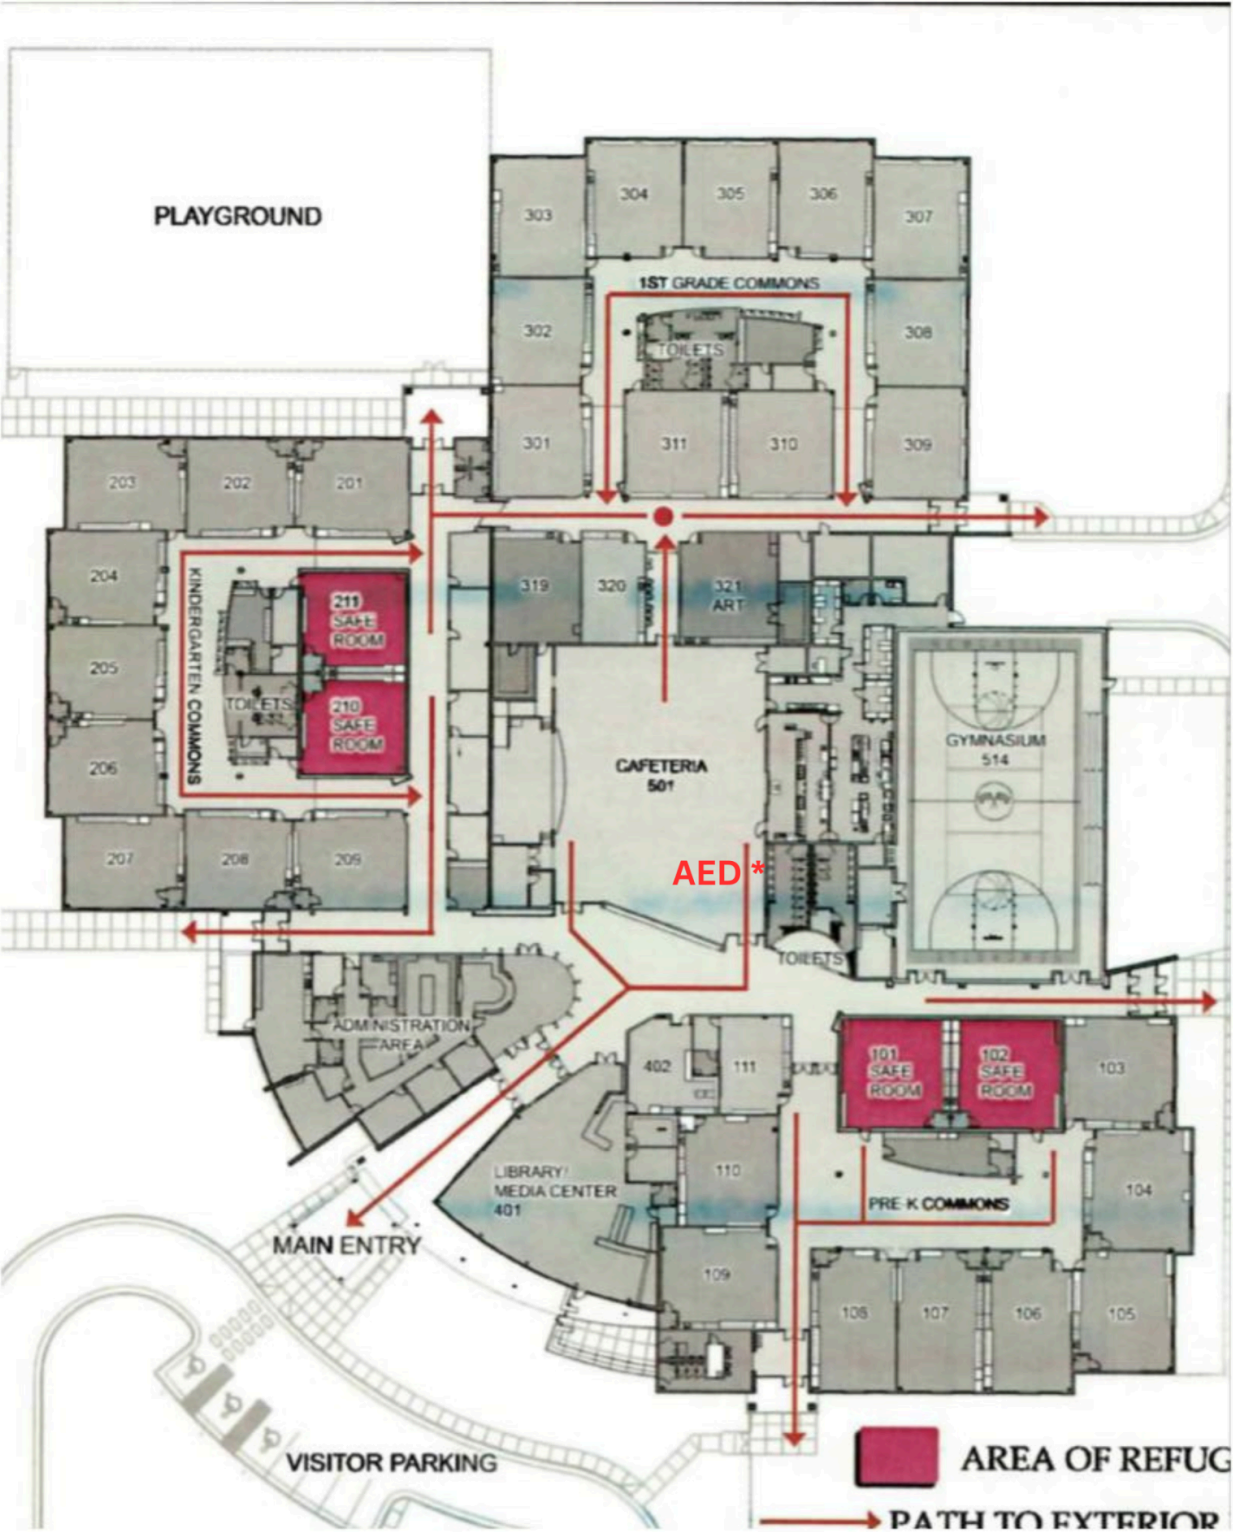 PLAYGROUND
304
305
306
303
307
1ST GRADE COMMONS
302
308
TOILETS
301
311
310
309
203
202
201
319
320
321
ART
204
KINDERGARTEN COMMONS
211
SAFE
ROOM
205
TOILETS
210
SAFE
ROOM
206
CAFETERIA
501
GYMNASIUM
514
207
208
209
AED *
TOILETS
ADMINISTRATION
AREA
402
111
101
SAFE
ROOM
102
SAFE
ROOM
103
LIBRARY/
MEDIA CENTER
401
110
PRE-K COMMONS
104
MAIN ENTRY
109
108
107
106
105
VISITOR PARKING
AREA OF REFUG
PATH TO EXTERIOR